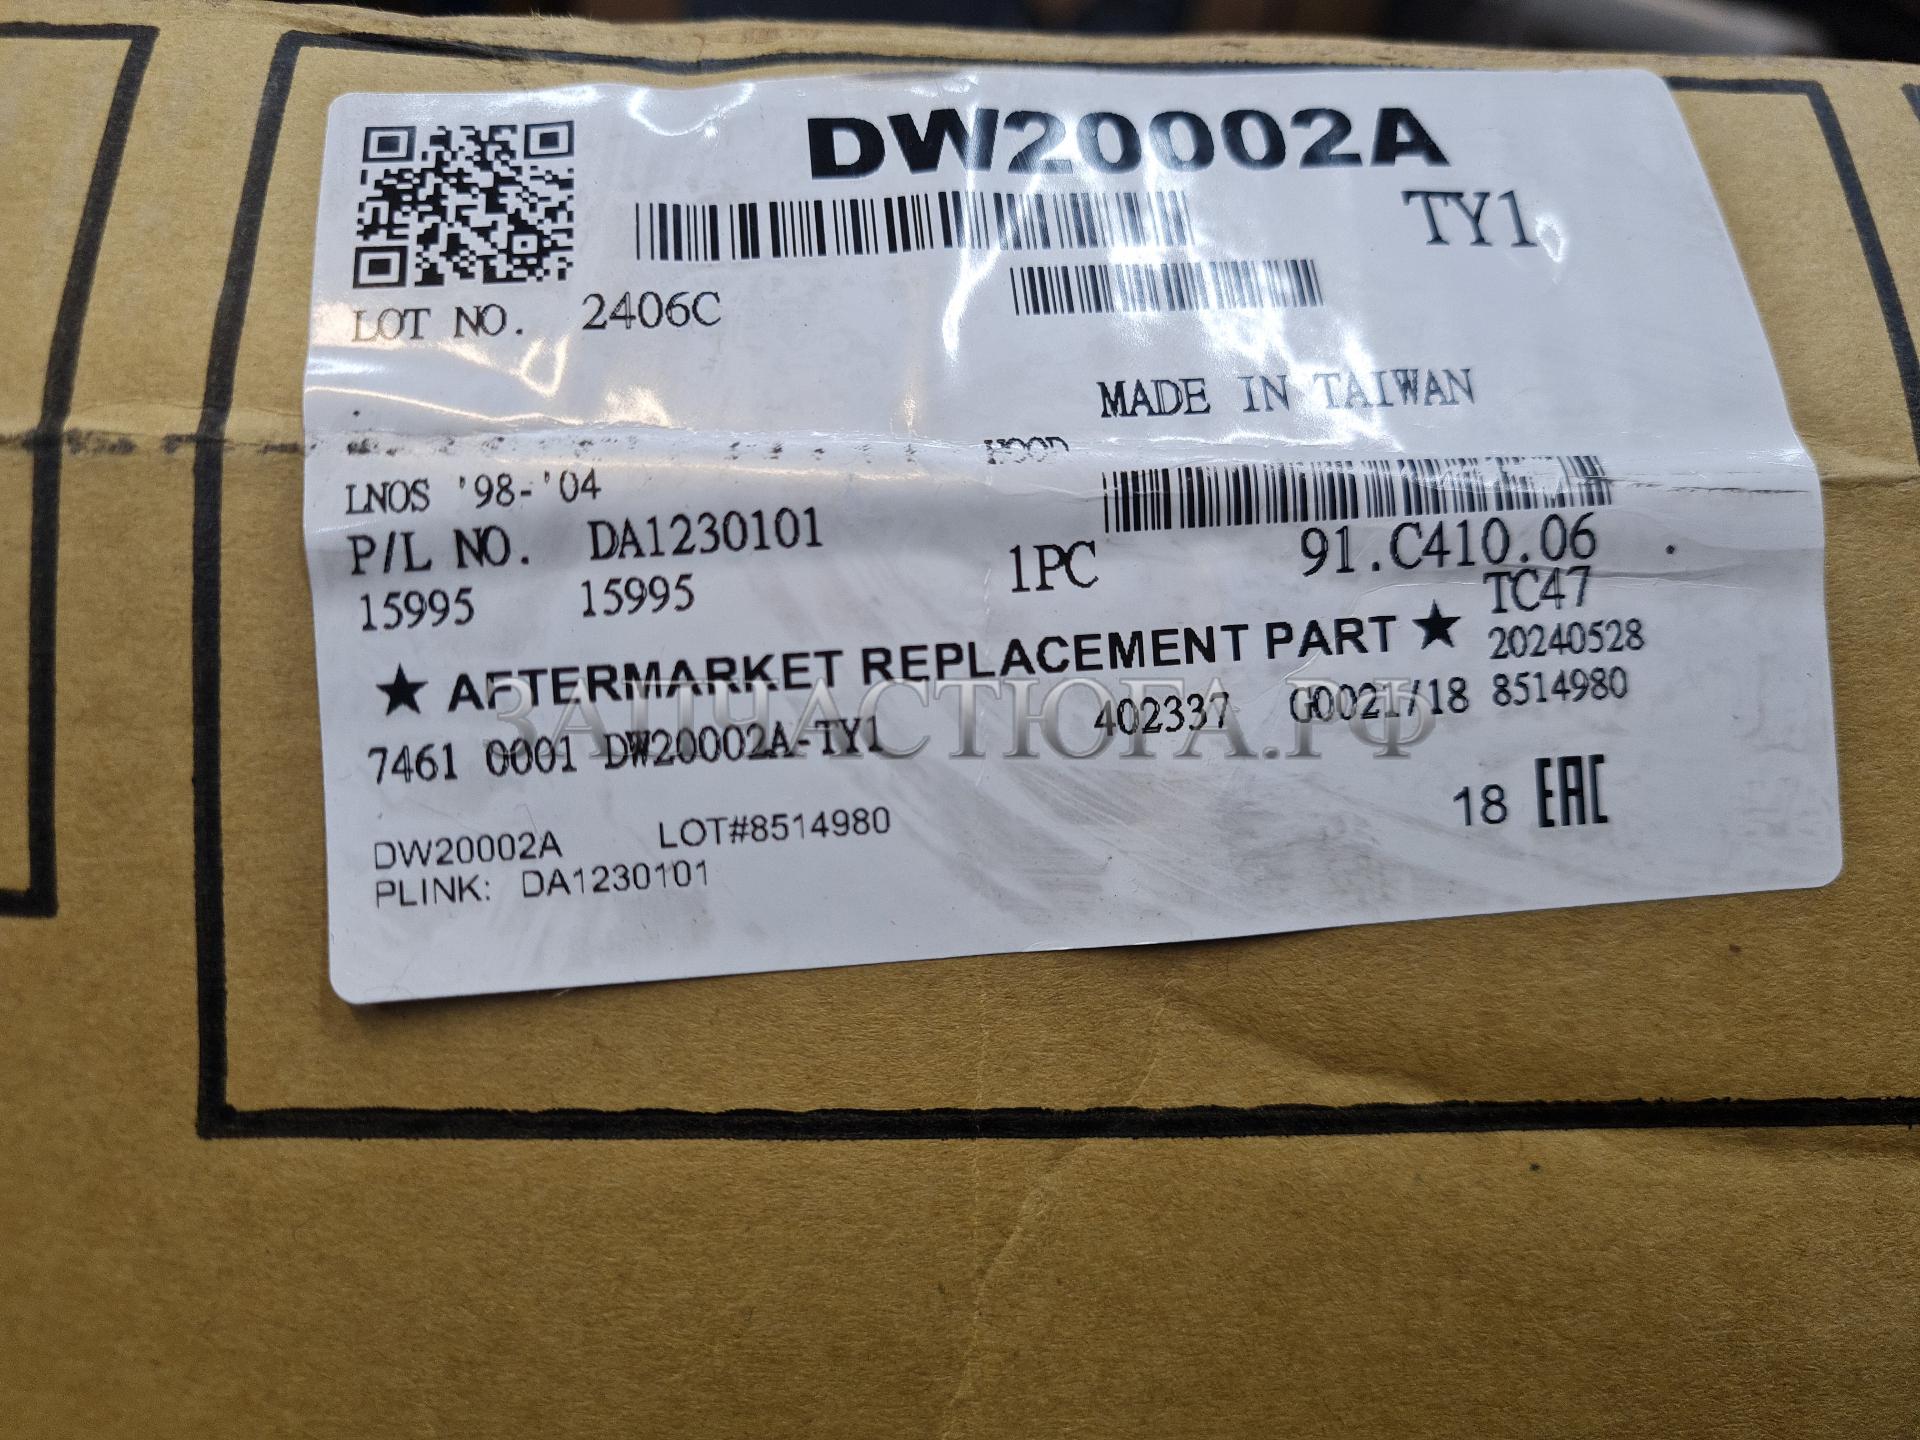 DW20002A
TY1
LOT NO. 2406C
MADE IN TAIWAN
HOOD
LNOS '98-'04
P/L NO. DA1230101
1PC 91.C410.06
15995 15995
TC47
★ AFTERMARKET REPLACEMENT PART ★
20240528
7461 0001 DW20002A-TY1 402337 G0021/18 8514980
ЗАПЧАСТЮГА.РФ
18 EAC
DW20002A LOT#8514980
PLINK: DA1230101